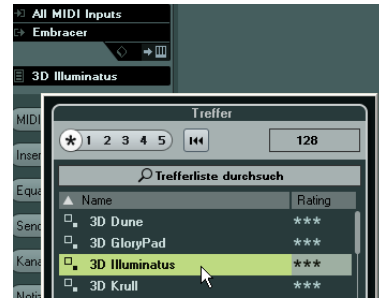 All MIDI Inputs
Embracer
3D Illuminatus
MIDI
Treffer
1 2 3 4 5
128
Trefferliste durchsuch
Name Rating
3D Dune ***
3D GloryPad ***
3D Illuminatus ***
3D Krull ***
Inser
Equa
Send
Kana
Notiz